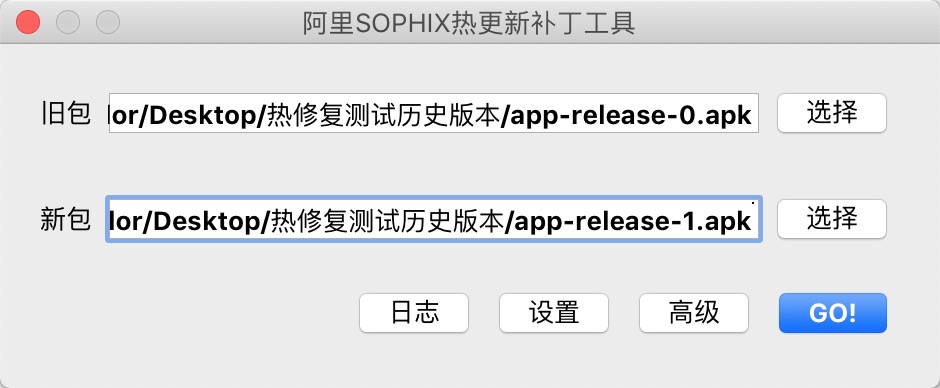 阿里SOPHIX热更新补丁工具
旧包 lor/Desktop/热修复测试历史版本/app-release-0.apk 选择
新包 lor/Desktop/热修复测试历史版本/app-release-1.apk 选择
日志 设置 高级 GO!